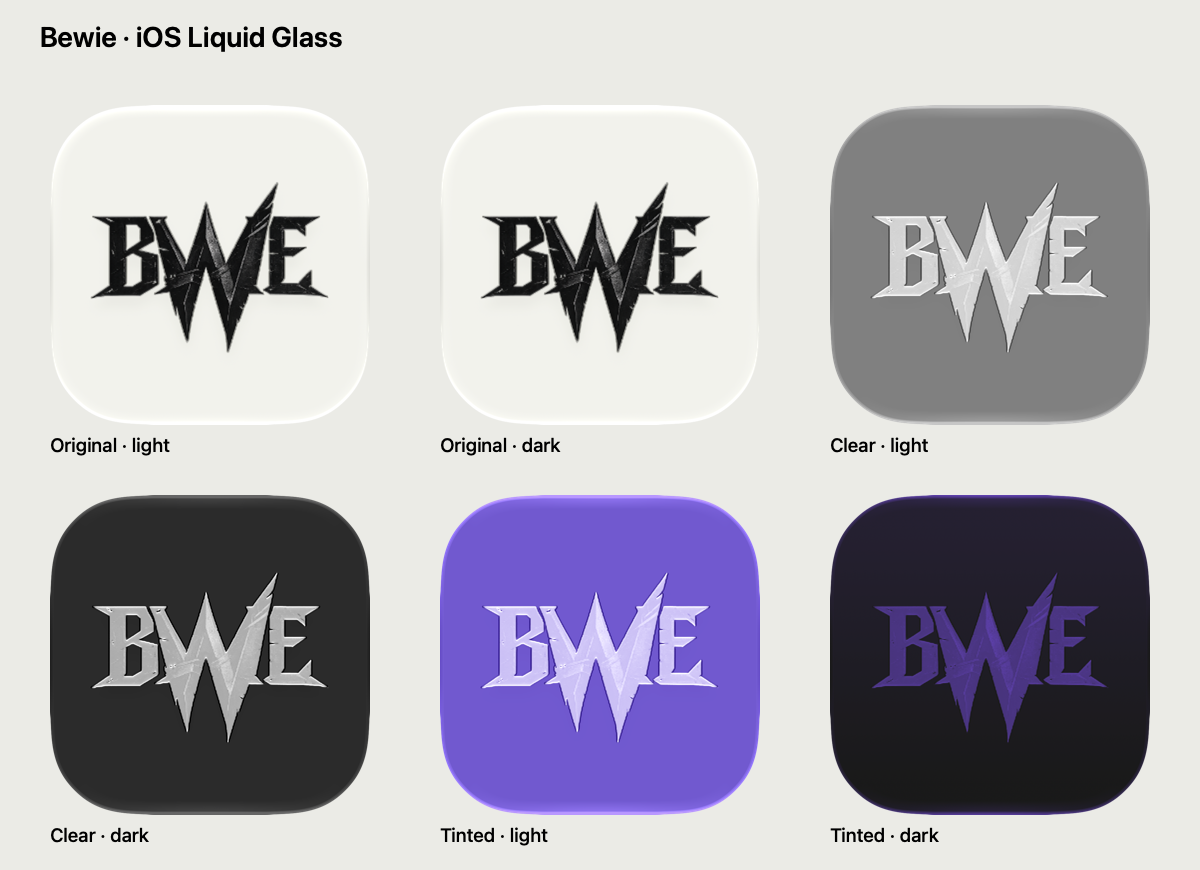 Bewie · iOS Liquid Glass
BWE
BWE
BWE
Original · light
Original · dark
Clear · light
BWE
BWE
BWE
Clear · dark
Tinted · light
Tinted · dark